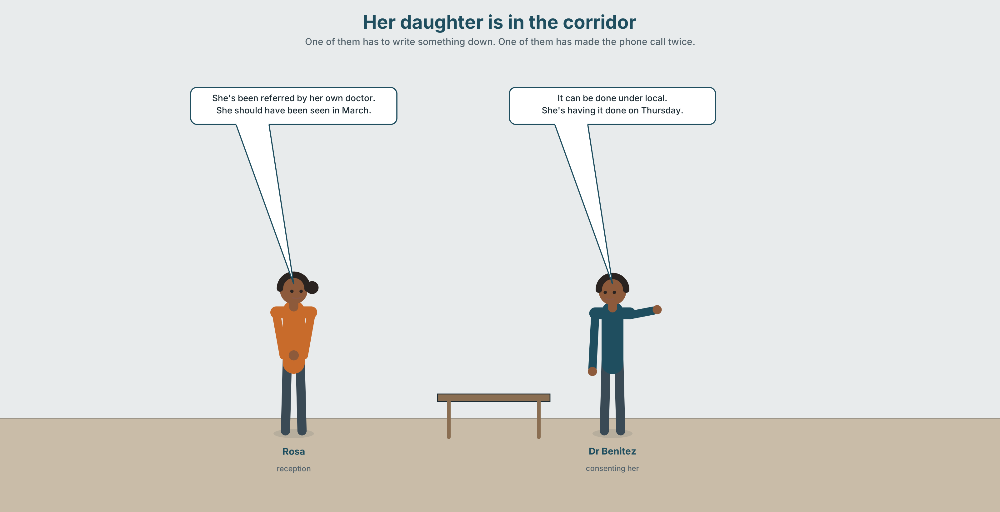 Her daughter is in the corridor
One of them has to write something down. One of them has made the phone call twice.
She's been referred by her own doctor.
She should have been seen in March.
It can be done under local.
She's having it done on Thursday.
Rosa
reception
Dr Benitez
consenting her